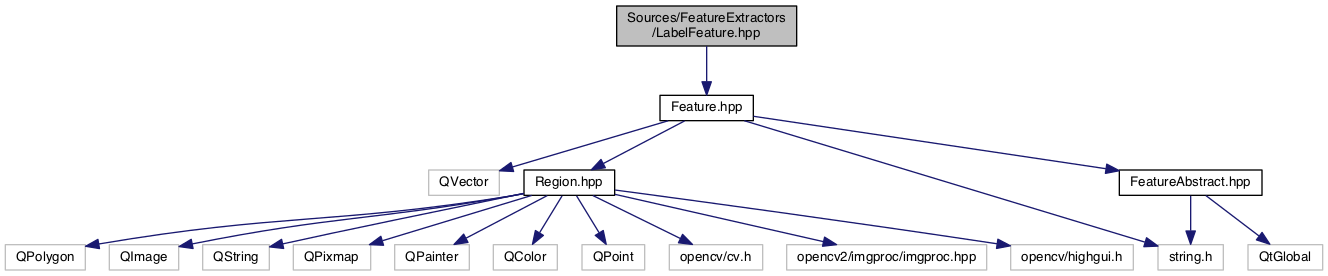 Sources/FeatureExtractors
/LabelFeature.hpp
Feature.hpp
QVector
Region.hpp
FeatureAbstract.hpp
QPolygon
QImage
QString
QPixmap
QPainter
QColor
QPoint
opencv/cv.h
opencv2/imgproc/imgproc.hpp
opencv/highgui.h
string.h
QtGlobal